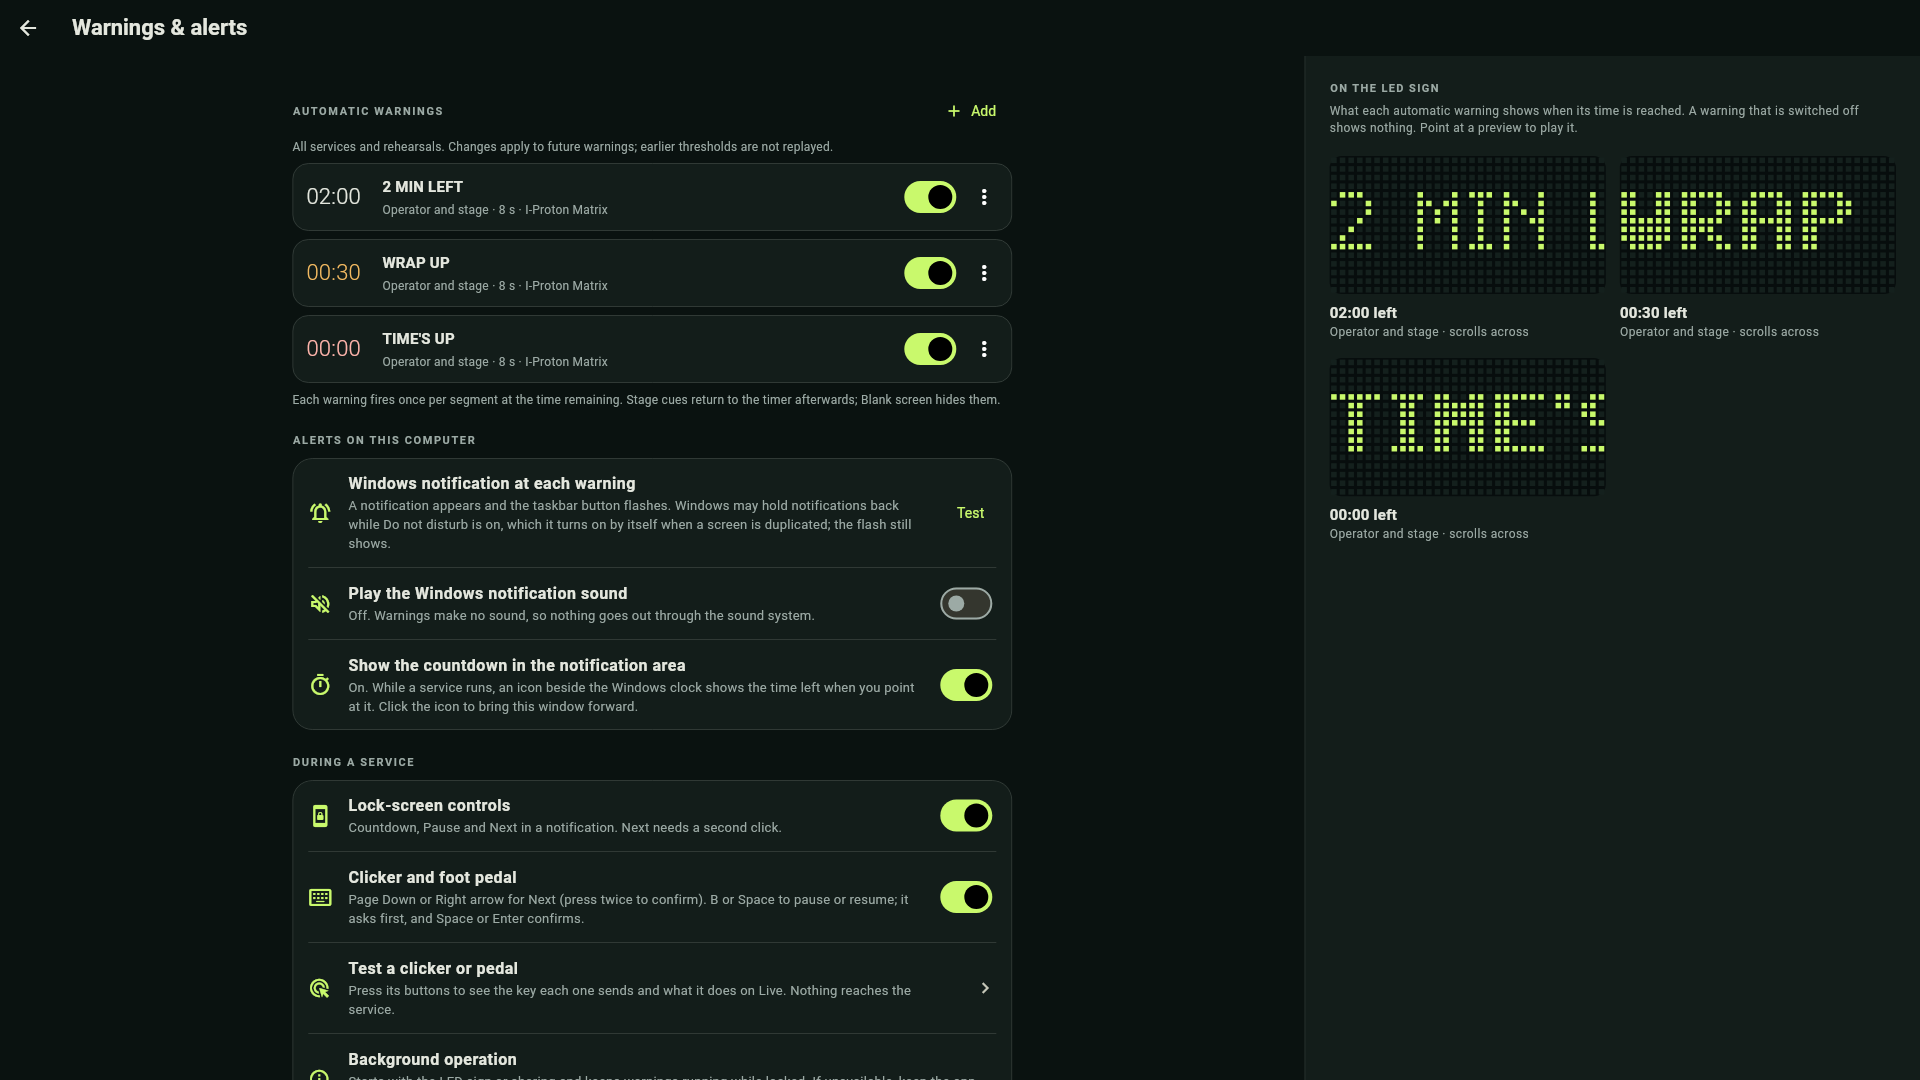 Warnings & alerts
AUTOMATIC WARNINGS
Add
All services and rehearsals. Changes apply to future warnings; earlier thresholds are not replayed.
02:00
2 MIN LEFT
Operator and stage · 8 s · I-Proton Matrix
00:30
WRAP UP
Operator and stage · 8 s · I-Proton Matrix
00:00
TIME'S UP
Operator and stage · 8 s · I-Proton Matrix
Each warning fires once per segment at the time remaining. Stage cues return to the timer afterwards; Blank screen hides them.
ALERTS ON THIS COMPUTER
Windows notification at each warning
A notification appears and the taskbar button flashes. Windows may hold notifications back
while Do not disturb is on, which it turns on by itself when a screen is duplicated; the flash still
shows.
Test
Play the Windows notification sound
Off. Warnings make no sound, so nothing goes out through the sound system.
Show the countdown in the notification area
On. While a service runs, an icon beside the Windows clock shows the time left when you point
at it. Click the icon to bring this window forward.
DURING A SERVICE
Lock-screen controls
Countdown, Pause and Next in a notification. Next needs a second click.
Clicker and foot pedal
Page Down or Right arrow for Next (press twice to confirm). B or Space to pause or resume; it
asks first, and Space or Enter confirms.
Test a clicker or pedal
Press its buttons to see the key each one sends and what it does on Live. Nothing reaches the
service.
Background operation
ON THE LED SIGN
What each automatic warning shows when its time is reached. A warning that is switched off
shows nothing. Point at a preview to play it.
2 MIN L
02:00 left
Operator and stage · scrolls across
WRAP
00:30 left
Operator and stage · scrolls across
TIME'S
00:00 left
Operator and stage · scrolls across